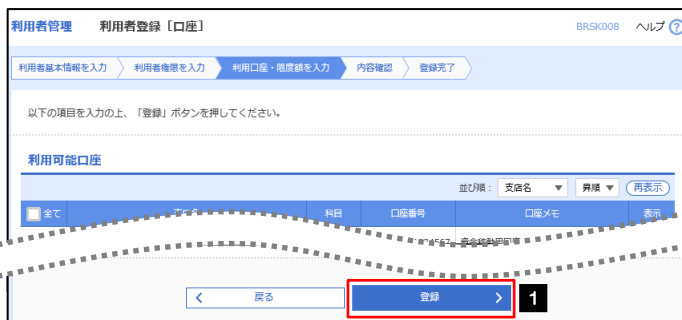 利用者管理 利用者登録［口座］ BRSK008 ヘルプ ?
利用者基本情報を入力 利用者権限を入力 利用口座・限度額を入力 内容確認 登録完了
以下の項目を入力の上、「登録」ボタンを押してください。
利用可能口座
並び順： 支店名 ▼ 昇順 ▼ 再表示
全て 科目 口座番号 口座メモ 表示
戻る 登録 1